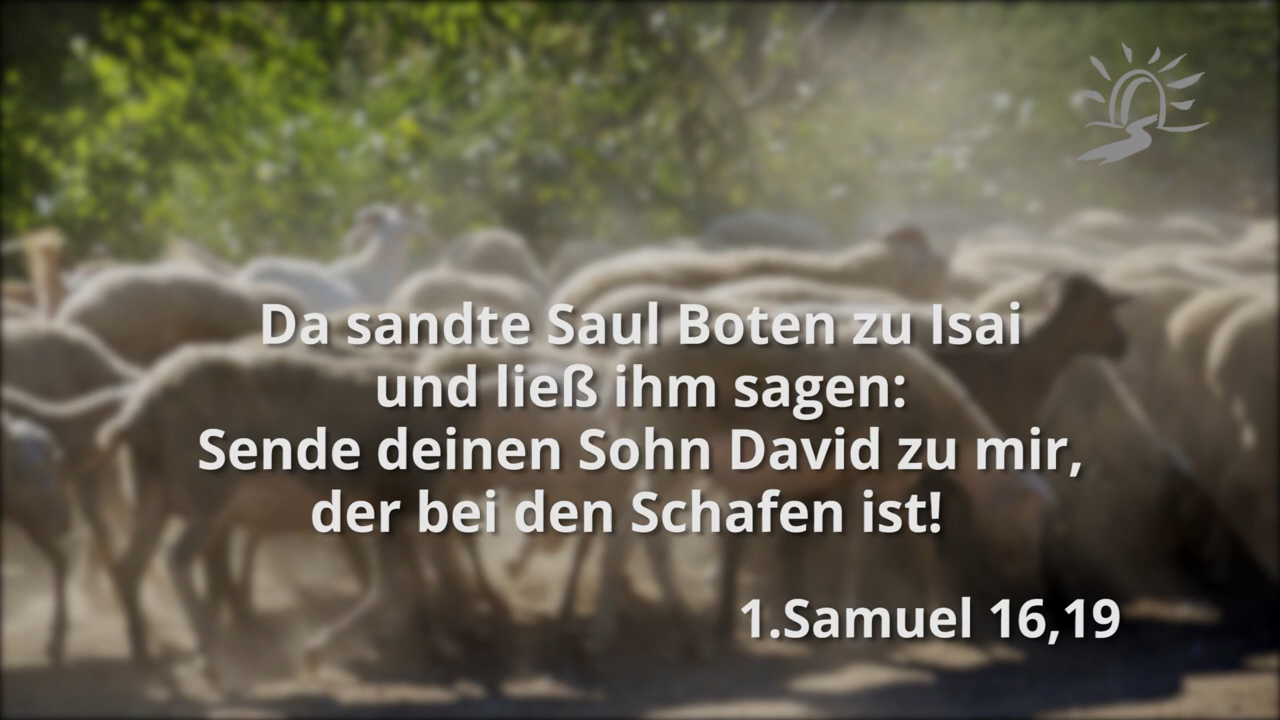 Da sandte Saul Boten zu Isai
und ließ ihm sagen:
Sende deinen Sohn David zu mir,
der bei den Schafen ist!
1.Samuel 16,19